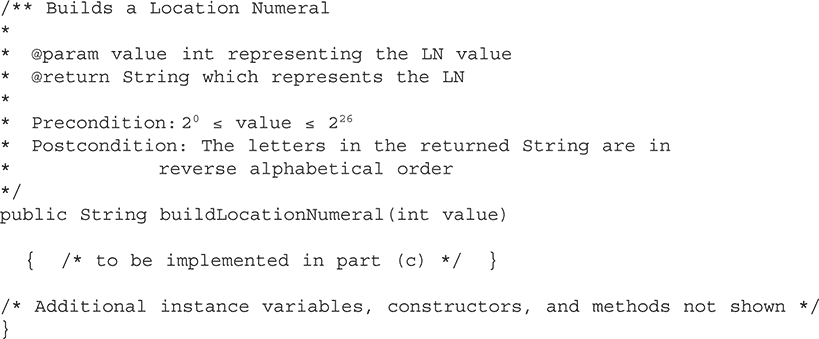 /** Builds a Location Numeral
*
* @param value int representing the LN value
* @return String which represents the LN
*
* Precondition: 2⁰ ≤ value ≤ 2²⁶
* Postcondition: The letters in the returned String are in
* reverse alphabetical order
*/
public String buildLocationNumeral(int value)
{ /* to be implemented in part (c) */ }
/* Additional instance variables, constructors, and methods not shown */
}